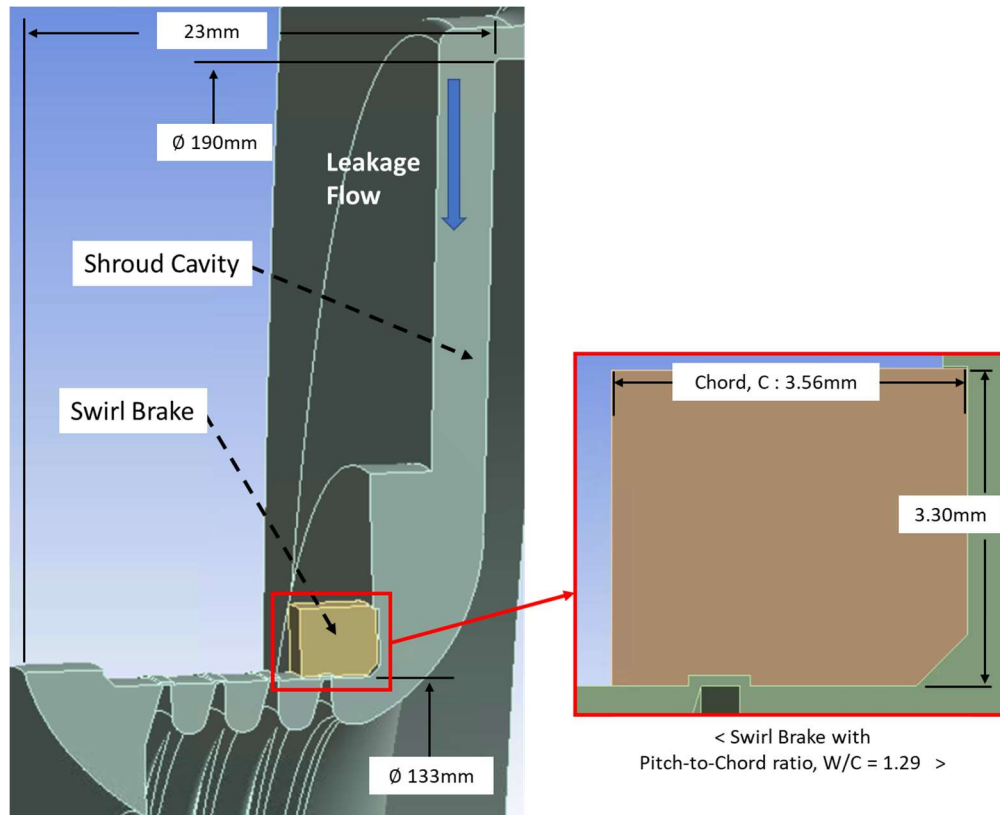 23mm
Ø 190mm
Leakage
Flow
Shroud Cavity
Swirl Brake
Chord, C : 3.56mm
3.30mm
Ø 133mm
< Swirl Brake with
Pitch-to-Chord ratio, W/C = 1.29 >